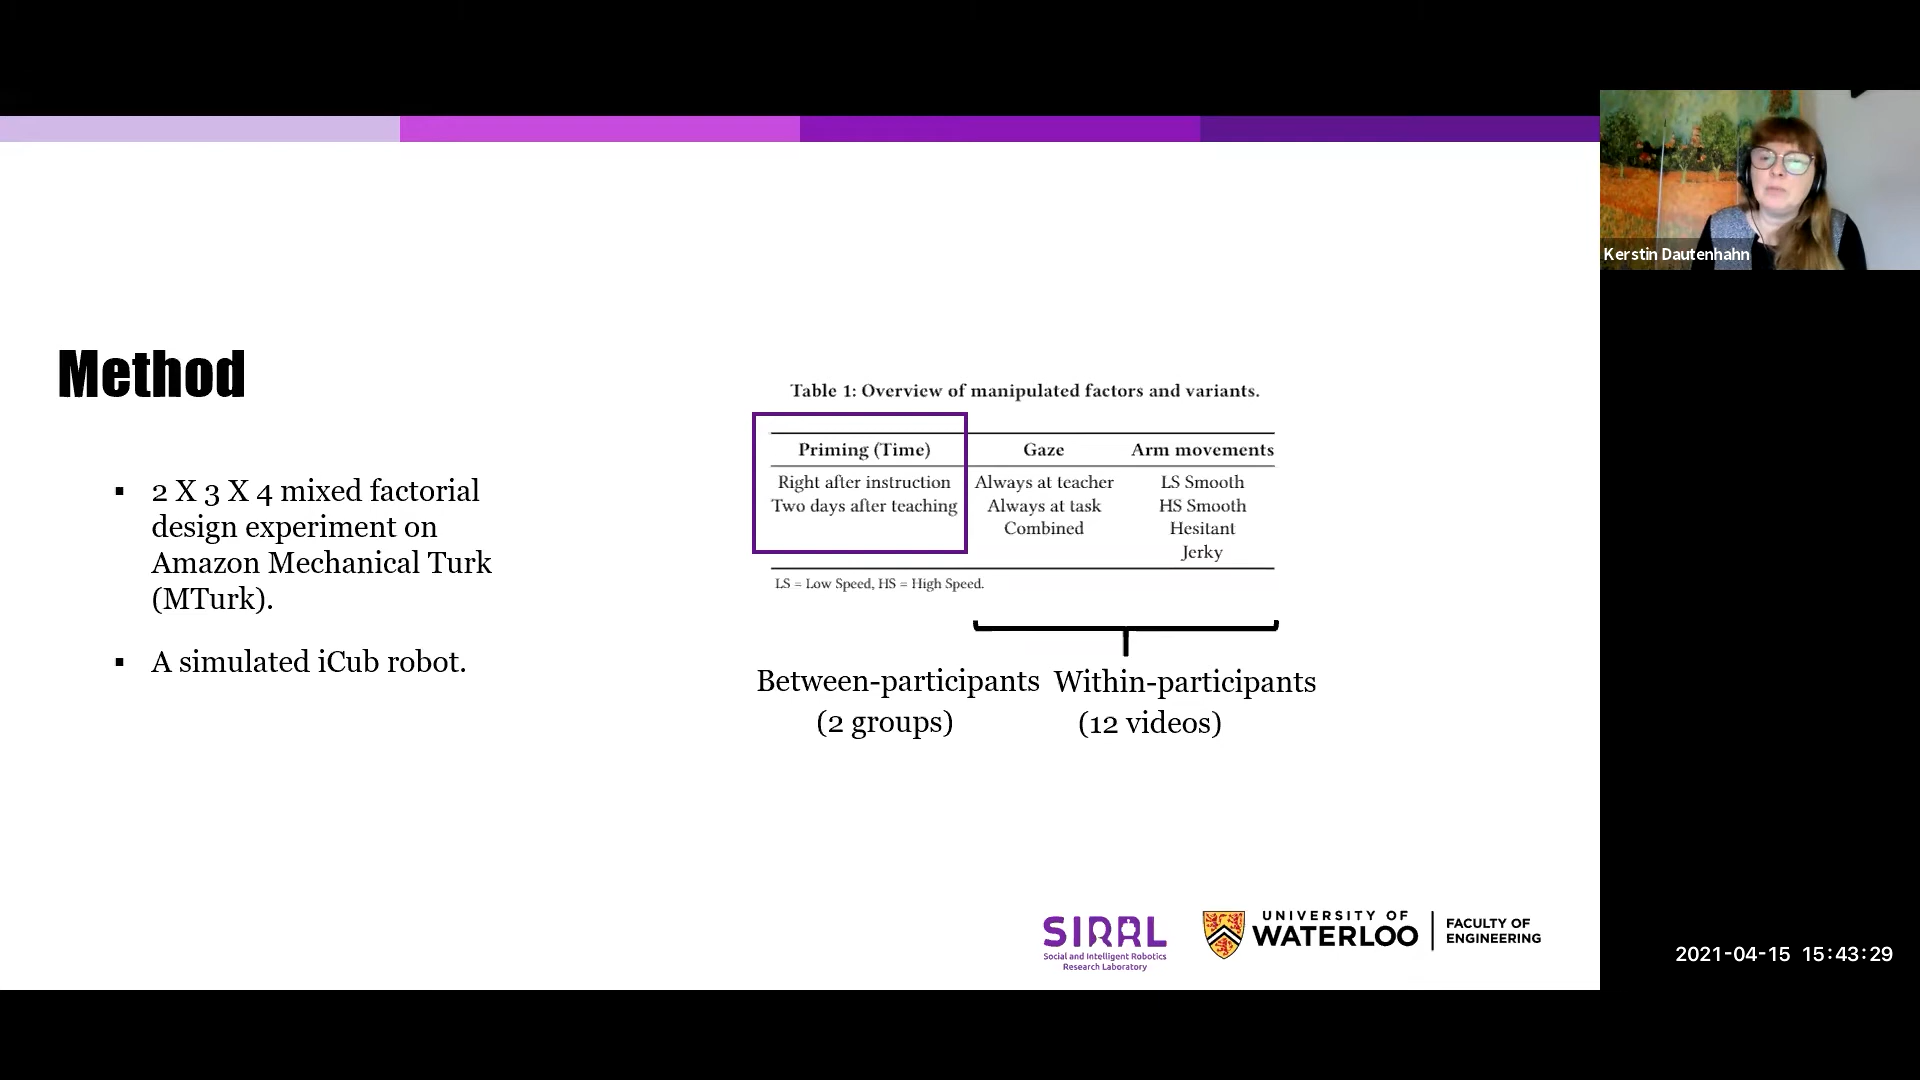 Kerstin Dautenhahn
Method
▪ 2 X 3 X 4 mixed factorial
design experiment on
Amazon Mechanical Turk
(MTurk).
▪ A simulated iCub robot.
Table 1: Overview of manipulated factors and variants.
Priming (Time) Gaze Arm movements
Right after instruction Always at teacher LS Smooth
Two days after teaching Always at task HS Smooth
Combined Hesitant
Jerky
LS = Low Speed, HS = High Speed.
Between-participants Within-participants
(2 groups) (12 videos)
SIRRL
Social and Intelligent Robotics
Research Laboratory
UNIVERSITY OF
WATERLOO
FACULTY OF
ENGINEERING
2021-04-15 15:43:29